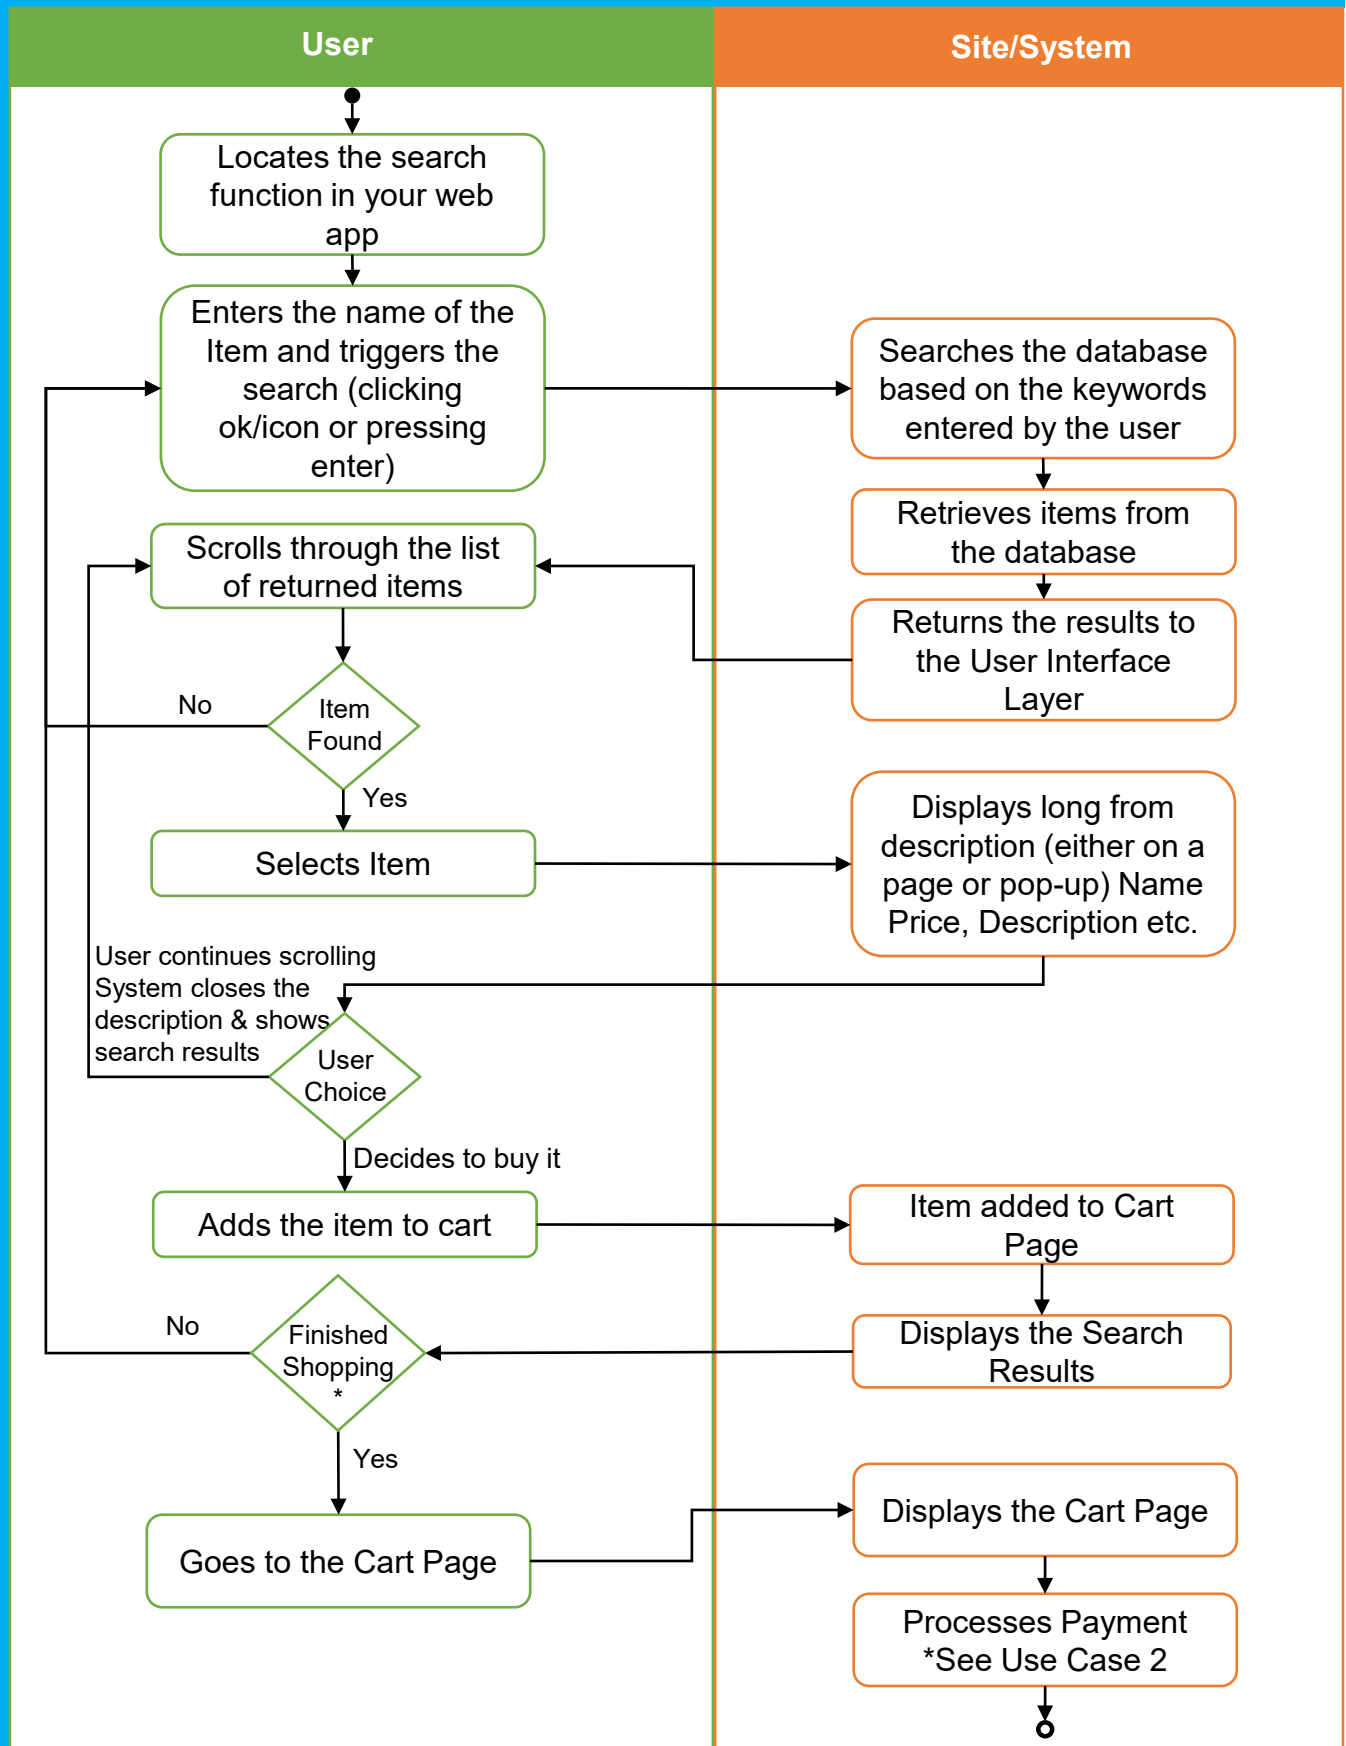 User
Site/System
Locates the search
function in your web
app
Enters the name of the
Item and triggers the
search (clicking
ok/icon or pressing
enter)
Searches the database
based on the keywords
entered by the user
Retrieves items from
the database
Scrolls through the list
of returned items
Returns the results to
the User Interface
Layer
No
Item
Found
Yes
Selects Item
Displays long from
description (either on a
page or pop-up) Name
Price, Description etc.
User continues scrolling
System closes the
description & shows
search results
User
Choice
Decides to buy it
Adds the item to cart
Item added to Cart
Page
No
Finished
Shopping
*
Displays the Search
Results
Yes
Goes to the Cart Page
Displays the Cart Page
Processes Payment
*See Use Case 2